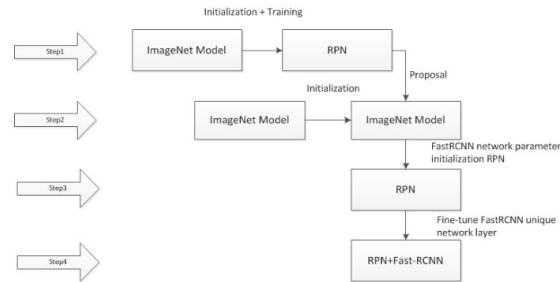 Initialization + Training
Step1
ImageNet Model
RPN
Proposal
Initialization
Step2
ImageNet Model
ImageNet Model
FastRCNN network parameter
initialization RPN
Step3
RPN
Fine-tune FastRCNN unique
network layer
Step4
RPN+Fast-RCNN